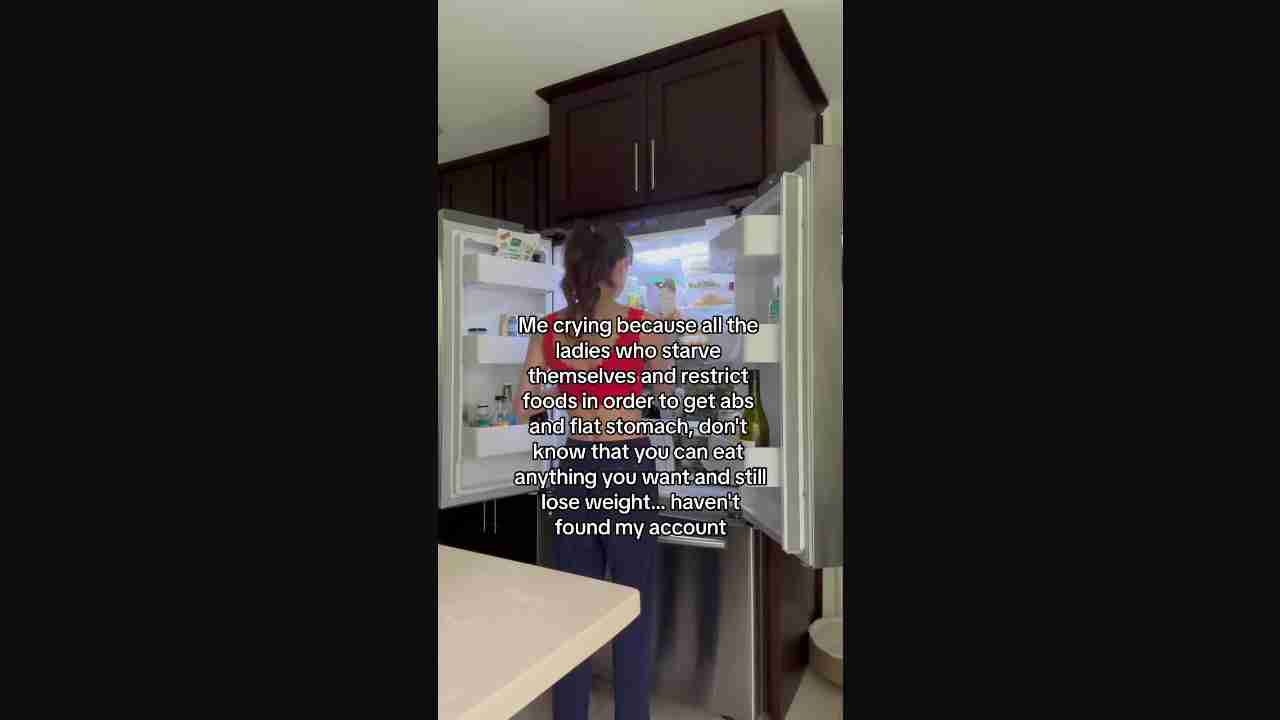 Me crying because all the
ladies who starve
themselves and restrict
foods in order to get abs
and flat stomach, don't
know that you can eat
anything you want and still
lose weight... haven't
found my account